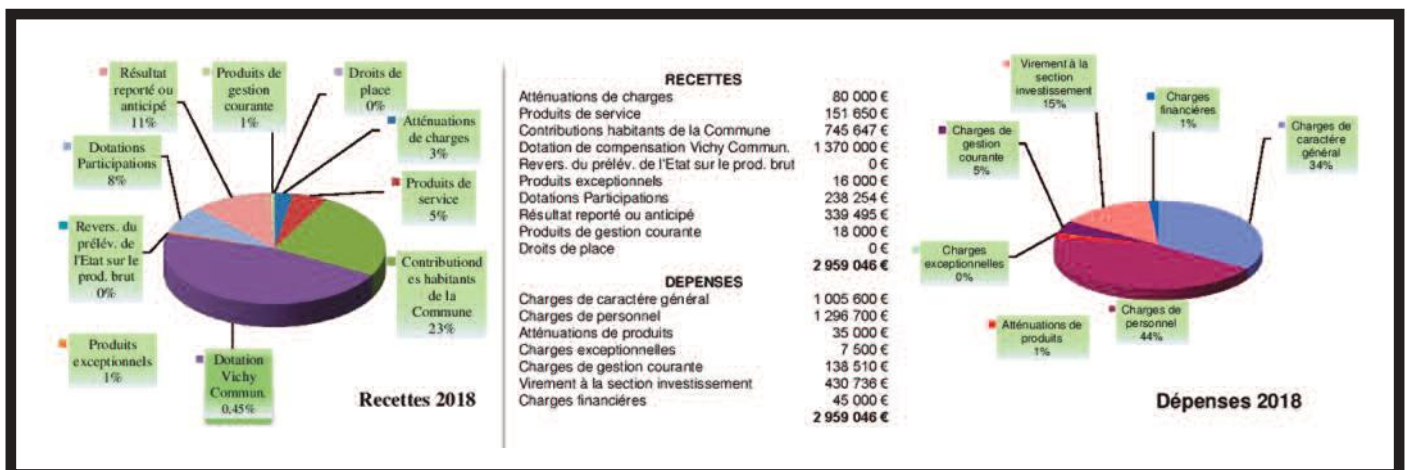 Résultat
reporté ou
anticipé
11%
Produits de
gestion
courante
1%
Droits de
place
0%
Atténuations
de charges
3%
Dotations
Participations
8%
Produits de
service
5%
Revers. du
prélév. de
l'Etat sur le
prod. brut
0%
Contributiond
es habitants
de la
Commune
23%
Produits
exceptionnels
1%
Dotation
Vichy
Commun.
0,45%
Recettes 2018
RECETTES
Atténuations de charges 80 000 €
Produits de service 151 650 €
Contributions habitants de la Commune 745 647 €
Dotation de compensation Vichy Commun. 1 370 000 €
Revers. du prélév. de l'Etat sur le prod. brut 0 €
Produits exceptionnels 16 000 €
Dotations Participations 238 254 €
Résultat reporté ou anticipé 339 495 €
Produits de gestion courante 18 000 €
Droits de place 0 €
2 959 046 €
DEPENSES
Charges de caractére général 1 005 600 €
Charges de personnel 1 296 700 €
Atténuations de produits 35 000 €
Charges exceptionnelles 7 500 €
Charges de gestion courante 138 510 €
Virement à la section investissement 430 736 €
Charges financiéres 45 000 €
2 959 046 €
Virement à la
section
investissement
15%
Charges
financiéres
1%
Charges de
caractére
général
34%
Charges de
gestion
courante
5%
Charges
exceptionnelles
0%
Atténuations de
produits
1%
Charges de
personnel
44%
Dépenses 2018